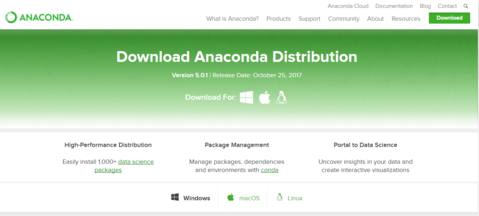 Anaconda Cloud Documentation Blog Contact
ANACONDA
What is Anaconda? Products Support Community About Resources Download
Download Anaconda Distribution
Version 5.0.1 | Release Date: October 25, 2017
Download For:
High-Performance Distribution Package Management Portal to Data Science
Easily install 1,000+ data science Manage packages, dependencies Uncover insights in your data and
packages and environments with conda create interactive visualizations
Windows macOS Linux